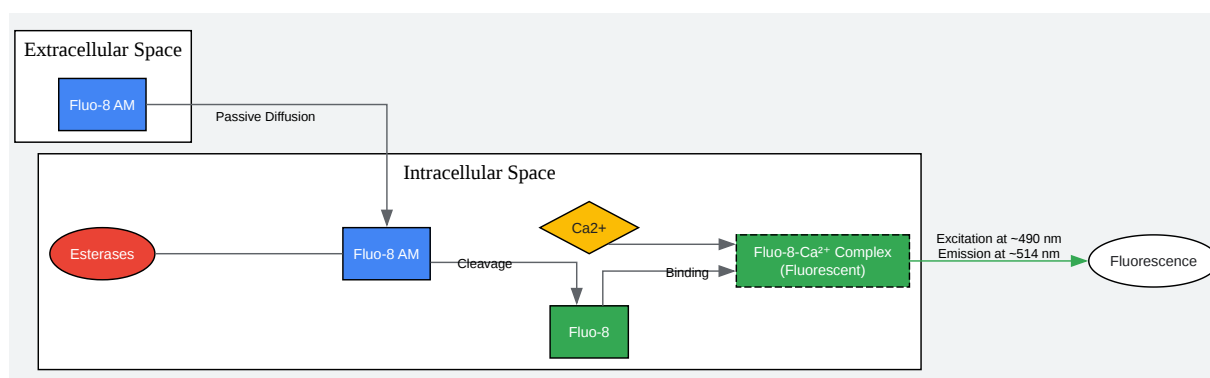 Extracellular Space
Fluo-8 AM
Passive Diffusion
Intracellular Space
Esterases
Fluo-8 AM
Cleavage
Ca2+
Fluo-8
Binding
Fluo-8-Ca²⁺ Complex
(Fluorescent)
Excitation at ~490 nm
Emission at ~514 nm
Fluorescence